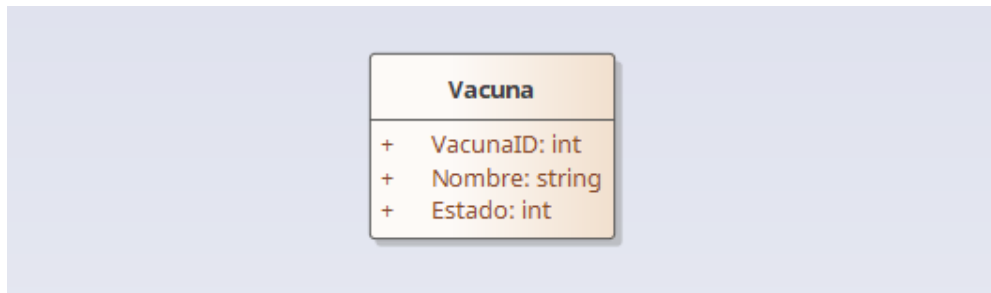 Vacuna
+ VacunaID: int
+ Nombre: string
+ Estado: int